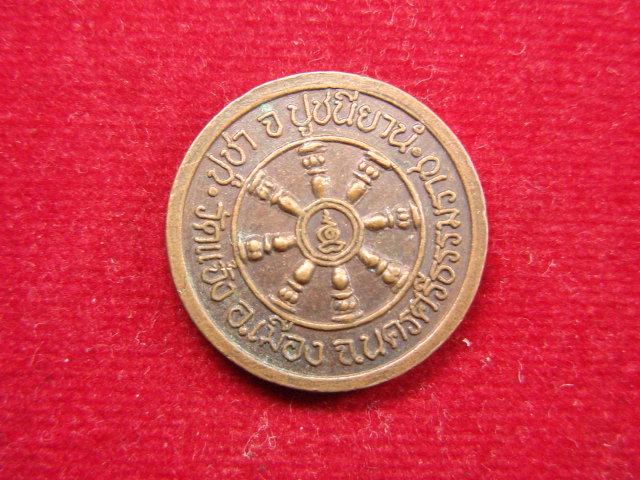 ปูชา จ ปูชนียานํ
วัดแจ้ง อ.เมือง จ.นครศรีธรรมราช